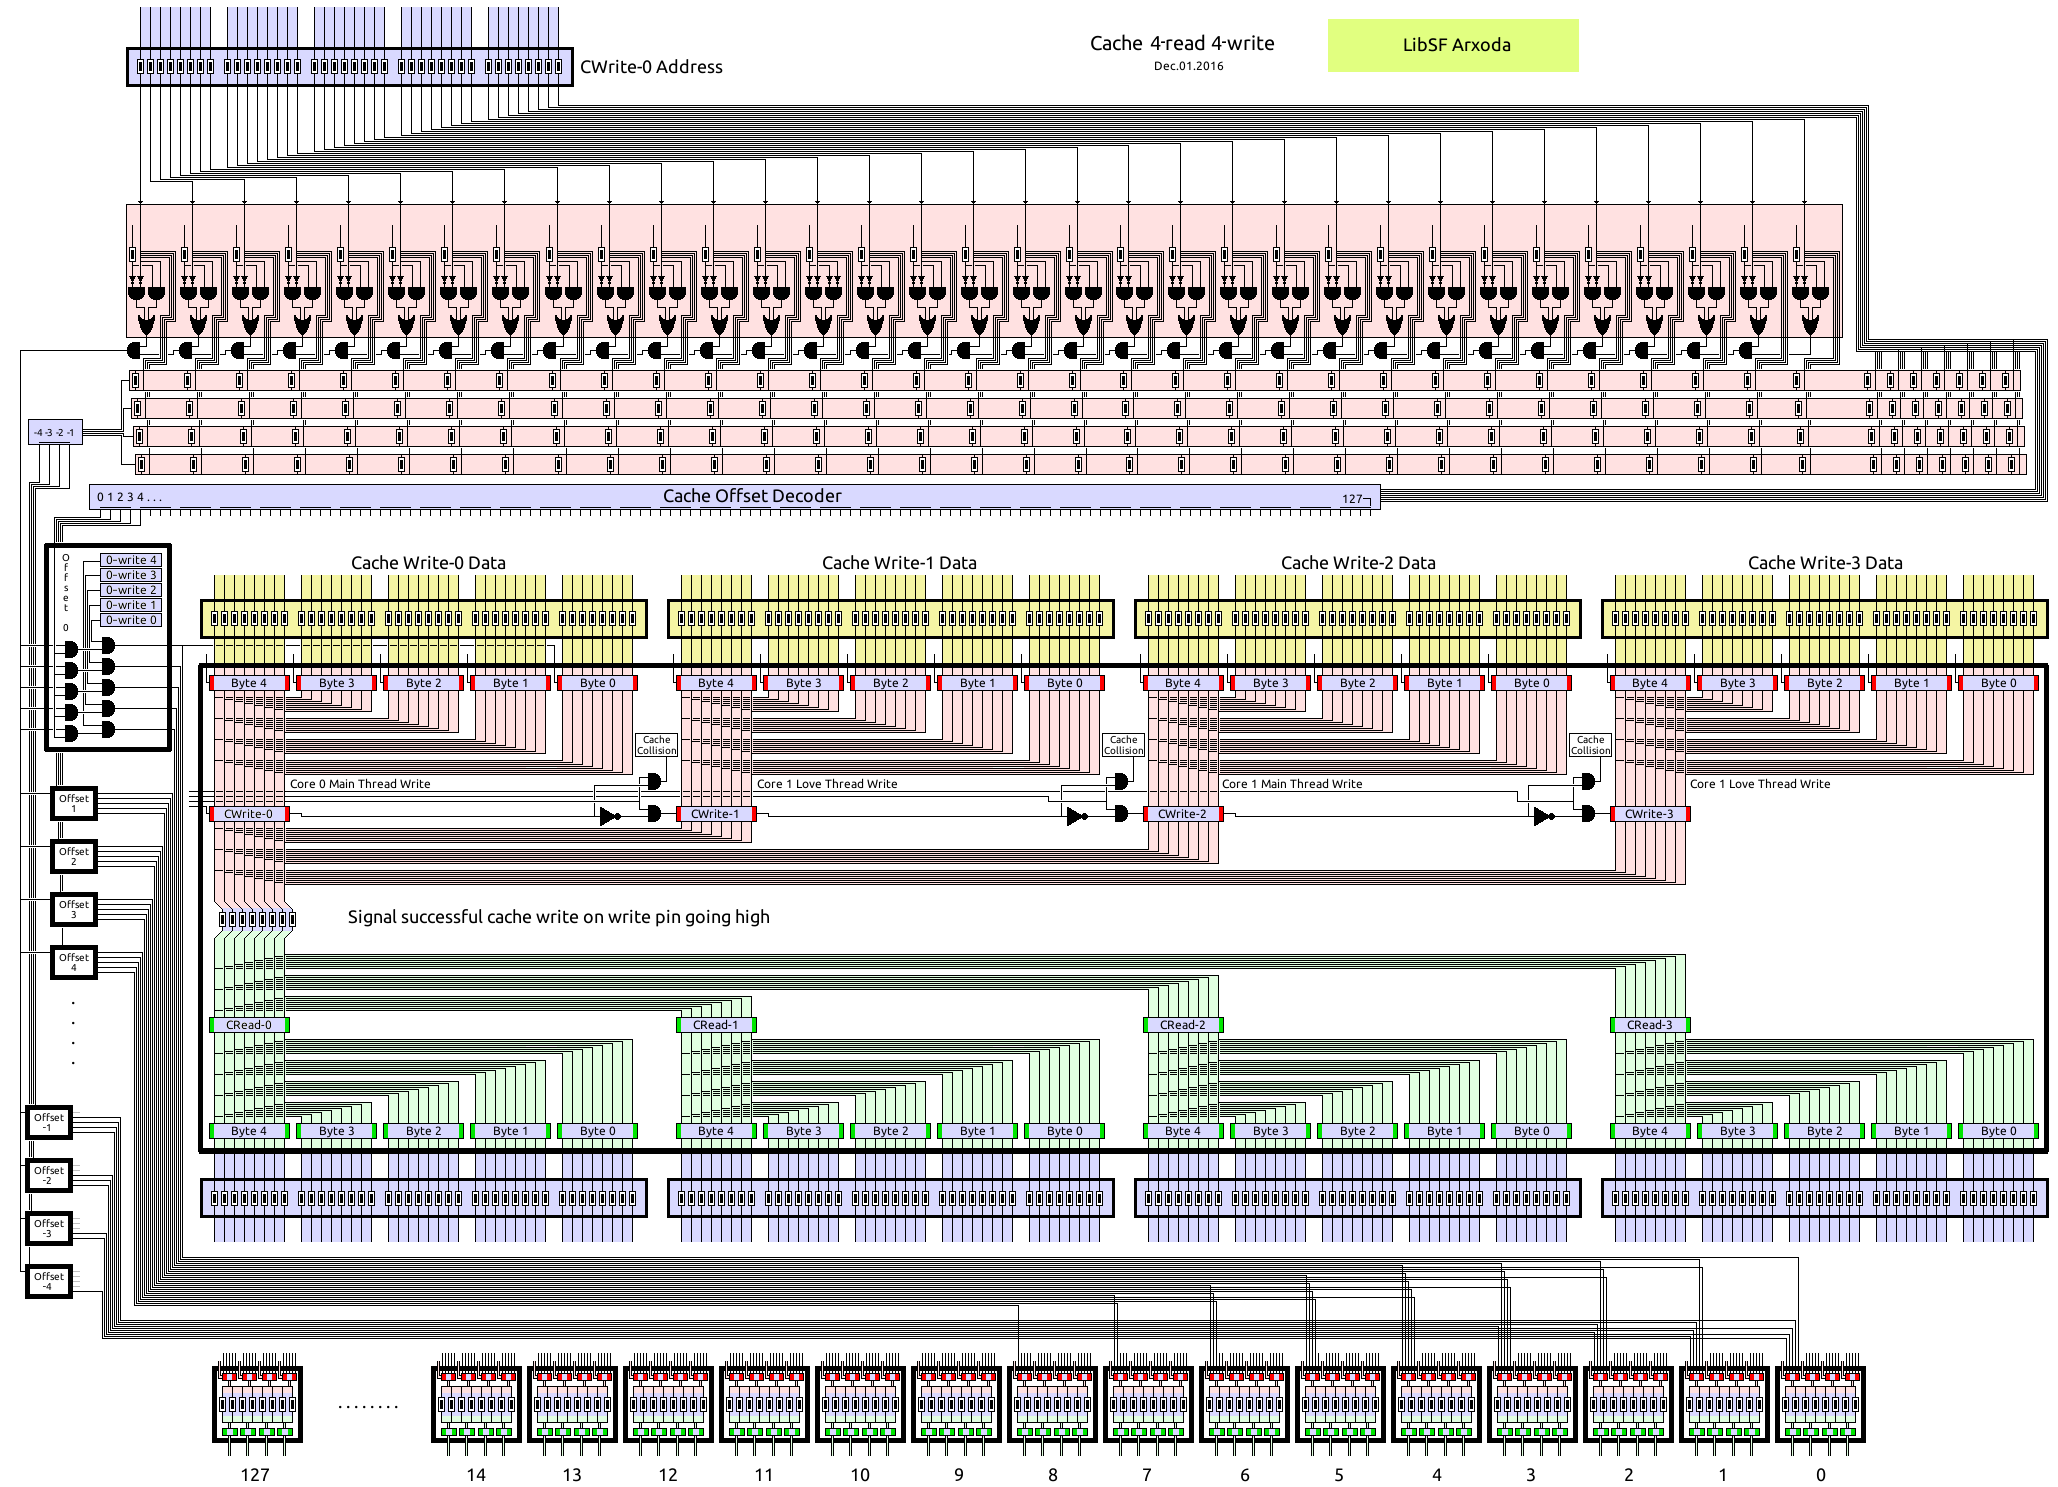 Cache 4-read 4-write
Dec.01.2016
LibSF Arxoda
CWrite-0 Address
-4 -3 -2 -1
0 1 2 3 4 . . .
Cache Offset Decoder
127
Offset 0
0-write 4
0-write 3
0-write 2
0-write 1
0-write 0
Cache Write-0 Data
Cache Write-1 Data
Cache Write-2 Data
Cache Write-3 Data
Byte 4 Byte 3 Byte 2 Byte 1 Byte 0
Byte 4 Byte 3 Byte 2 Byte 1 Byte 0
Byte 4 Byte 3 Byte 2 Byte 1 Byte 0
Byte 4 Byte 3 Byte 2 Byte 1 Byte 0
Cache
Collision
Cache
Collision
Cache
Collision
Core 0 Main Thread Write
Core 1 Love Thread Write
Core 1 Main Thread Write
Core 1 Love Thread Write
CWrite-0
CWrite-1
CWrite-2
CWrite-3
Offset
1
Offset
2
Offset
3
Offset
4
Signal successful cache write on write pin going high
CRead-0
CRead-1
CRead-2
CRead-3
Byte 4 Byte 3 Byte 2 Byte 1 Byte 0
Byte 4 Byte 3 Byte 2 Byte 1 Byte 0
Byte 4 Byte 3 Byte 2 Byte 1 Byte 0
Byte 4 Byte 3 Byte 2 Byte 1 Byte 0
Offset
-1
Offset
-2
Offset
-3
Offset
-4
. . . . . . . .
127 14 13 12 11 10 9 8 7 6 5 4 3 2 1 0